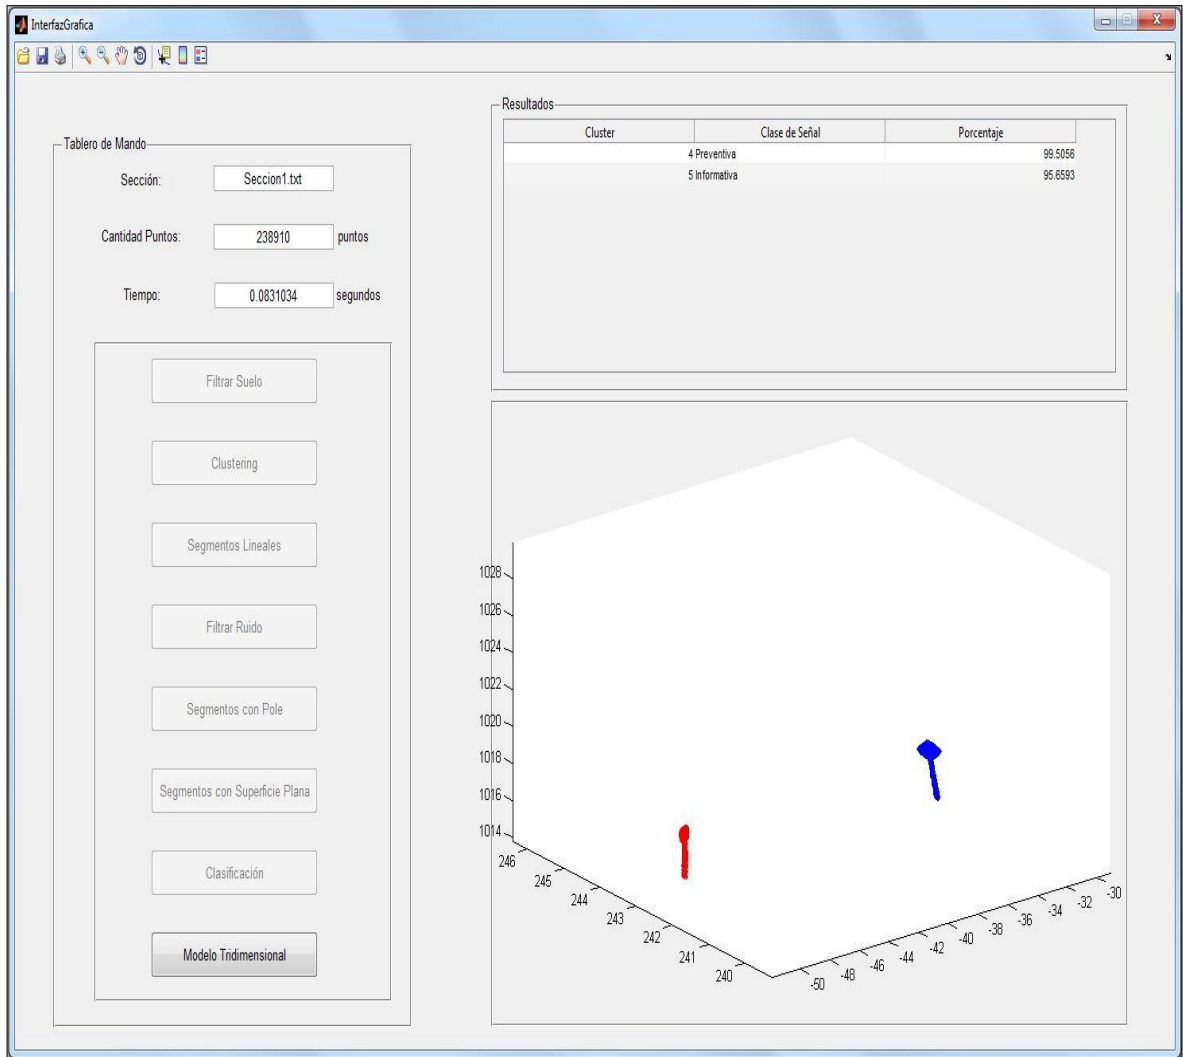 InterfazGrafica
Tablero de Mando
Sección: Seccion1.txt
Cantidad Puntos: 238910 puntos
Tiempo: 0.0831034 segundos
Filtrar Suelo
Clustering
Segmentos Lineales
Filtrar Ruido
Segmentos con Pole
Segmentos con Superficie Plana
Clasificación
Modelo Tridimensional
Resultados
Cluster Clase de Señal Porcentaje
4 Preventiva 99.5056
5 Informativa 95.6593
1028
1026
1024
1022
1020
1018
1016
1014
246
245
244
243
242
241
240
-50
-48
-46
-44
-42
-40
-38
-36
-34
-32
-30